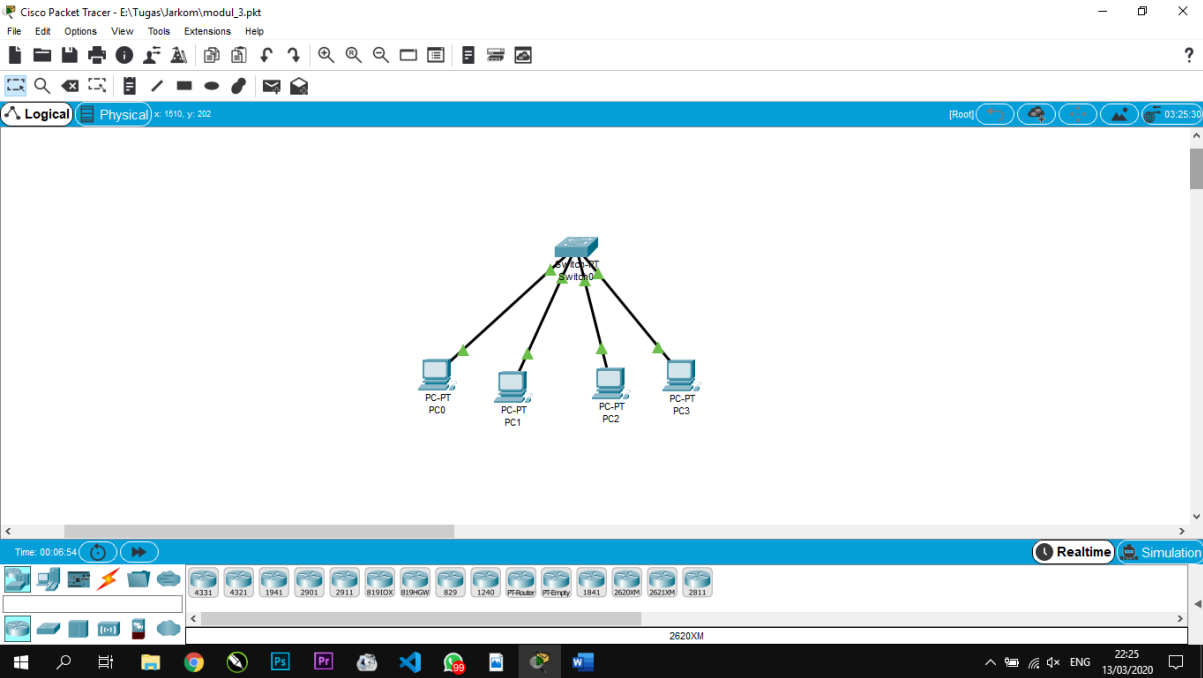 Cisco Packet Tracer - E:\Tugas\Jarkom\modul_3.pkt
File Edit Options View Tools Extensions Help
?
Logical Physical x: 1510, y: 202 [Root] 03:25:30
Switch-PT
Switch0
PC-PT
PC0
PC-PT
PC1
PC-PT
PC2
PC-PT
PC3
Time: 00:06:54 Realtime Simulation
4331 4321 1941 2901 2911 819IOX 819HGW 829 1240 PT-Router PT-Empty 1841 2620XM 2621XM 2811
2620XM
Ps Pr 99 W ENG 22:25
13/03/2020